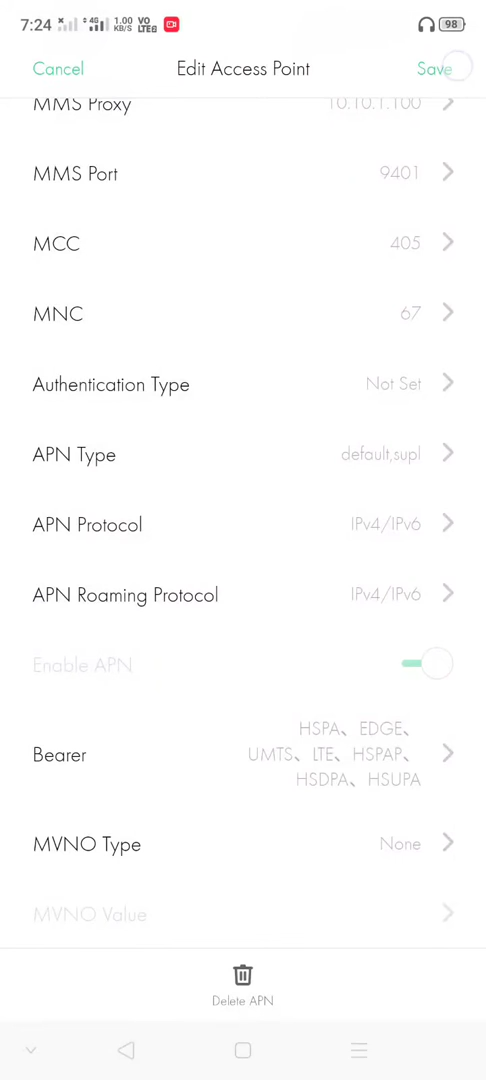 7:24 4G 1.00 KB/S VO LTE 98
Cancel Edit Access Point Save
MMS Proxy 10.10.1.100
MMS Port 9401
MCC 405
MNC 67
Authentication Type Not Set
APN Type default,supl
APN Protocol IPv4/IPv6
APN Roaming Protocol IPv4/IPv6
Enable APN
HSPA、EDGE、
Bearer UMTS、LTE、HSPAP、
HSDPA、HSUPA
MVNO Type None
MVNO Value
Delete APN